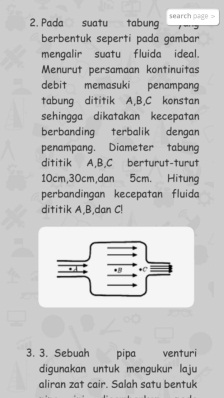 search page >
2. Pada suatu tabung yang
berbentuk seperti pada gambar
mengalir suatu fluida ideal.
Menurut persamaan kontinuitas
debit memasuki penampang
tabung dititik A,B,C konstan
sehingga dikatakan kecepatan
berbanding terbalik dengan
penampang. Diameter tabung
dititik A,B,C berturut-turut
10cm,30cm,dan 5cm. Hitung
perbandingan kecepatan fluida
dititik A,B,dan C!
A B C
3. 3. Sebuah pipa venturi
digunakan untuk mengukur laju
aliran zat cair. Salah satu bentuk